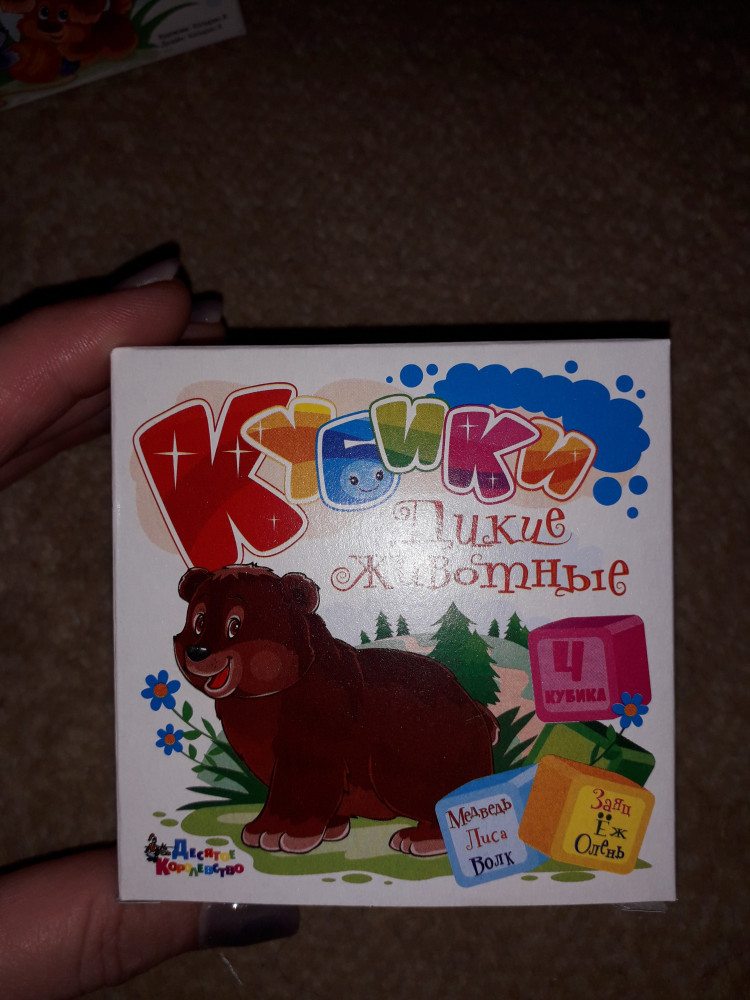 Кубики
Дикие
животные
4
КУБИКА
Медведь
Лиса
Волк
Заяц
Ёж
Олень
Десятое
Королевство